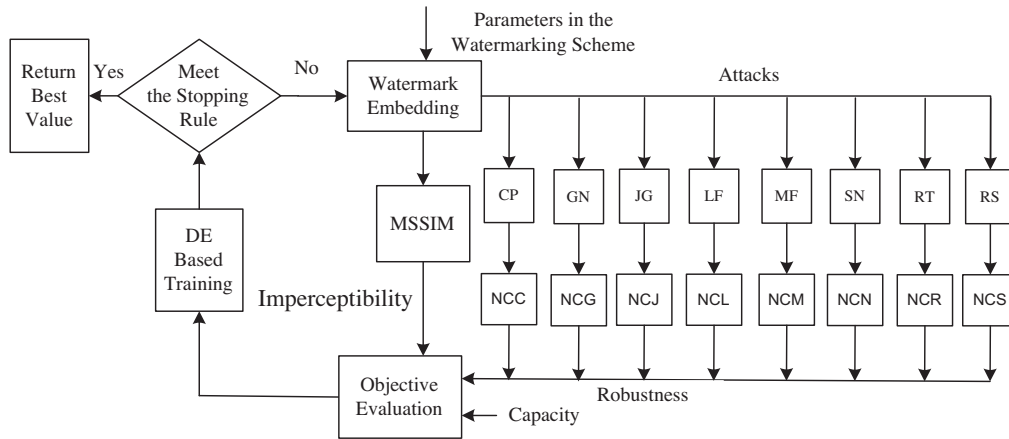 Parameters in the
Watermarking Scheme
Return
Best
Value
Yes
Meet
the Stopping
Rule
No
Watermark
Embedding
Attacks
CP
GN
JG
LF
MF
SN
RT
RS
MSSIM
DE
Based
Training
Imperceptibility
NCC
NCG
NCJ
NCL
NCM
NCN
NCR
NCS
Objective
Evaluation
Robustness
Capacity